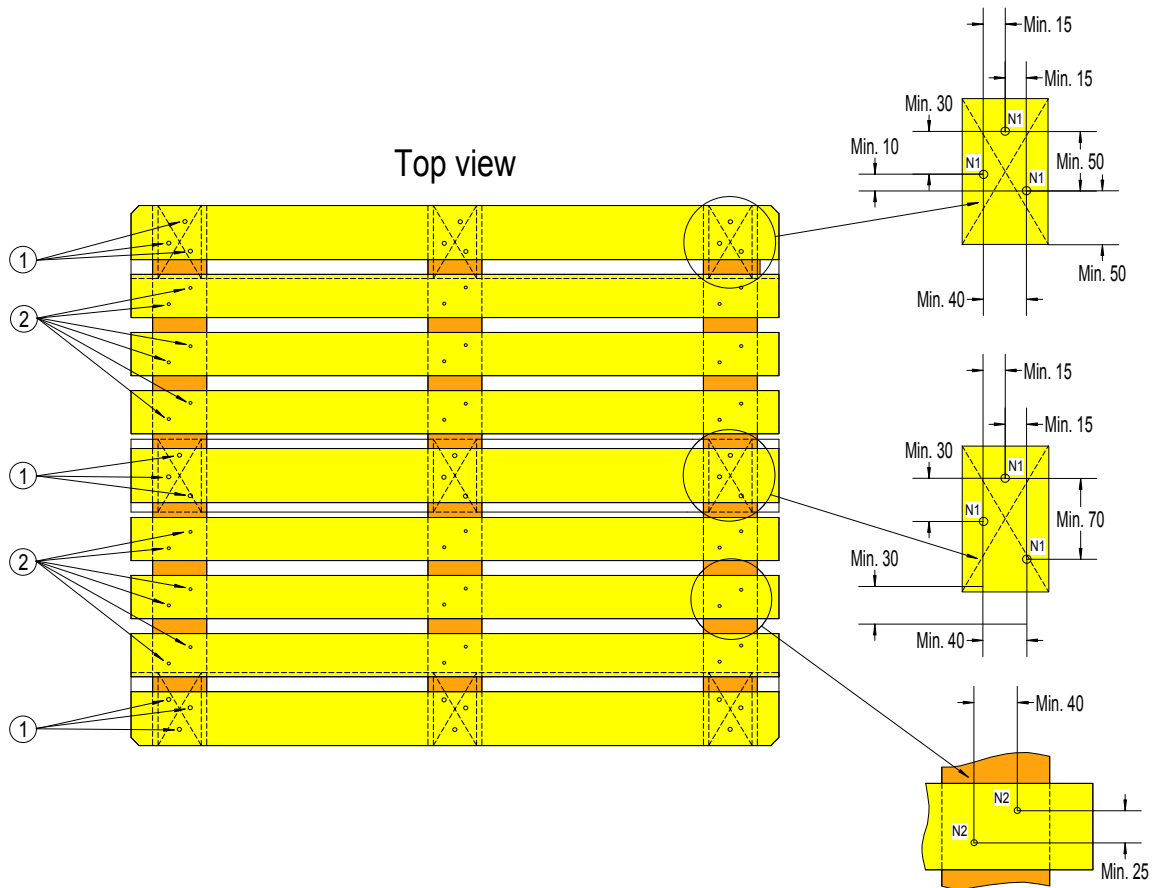 Top view
1
2
1
2
1
Min. 15
Min. 15
Min. 30
N1
Min. 10
N1
Min. 50
N1
Min. 50
Min. 40
Min. 15
Min. 15
Min. 30
N1
N1
Min. 70
N1
Min. 30
Min. 40
Min. 40
N2
N2
Min. 25